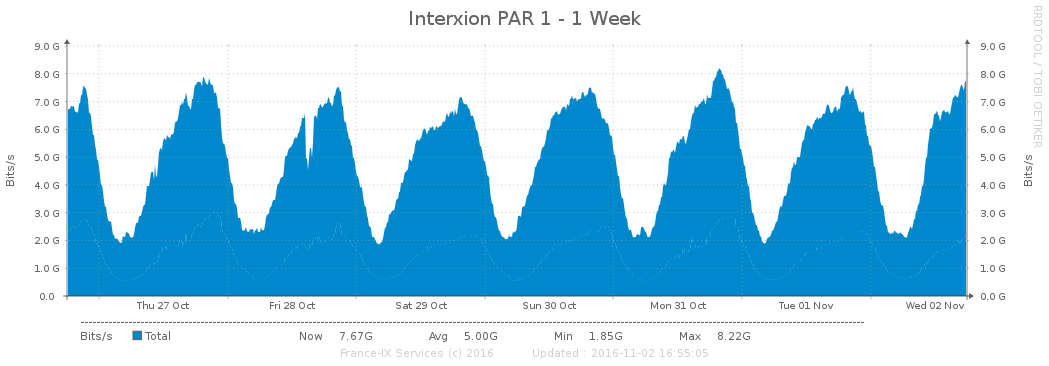 Interxion PAR 1 - 1 Week
RRDTOOL / TOBI OETIKER
9.0 G 9.0 G
8.0 G 8.0 G
7.0 G 7.0 G
6.0 G 6.0 G
5.0 G 5.0 G
4.0 G 4.0 G
3.0 G 3.0 G
2.0 G 2.0 G
1.0 G 1.0 G
0.0 0.0 G
Bits/s
Bits/s
Thu 27 Oct Fri 28 Oct Sat 29 Oct Sun 30 Oct Mon 31 Oct Tue 01 Nov Wed 02 Nov
Bits/s Total Now 7.67G Avg 5.00G Min 1.85G Max 8.22G
France-IX Services (c) 2016 Updated : 2016-11-02 16:55:05